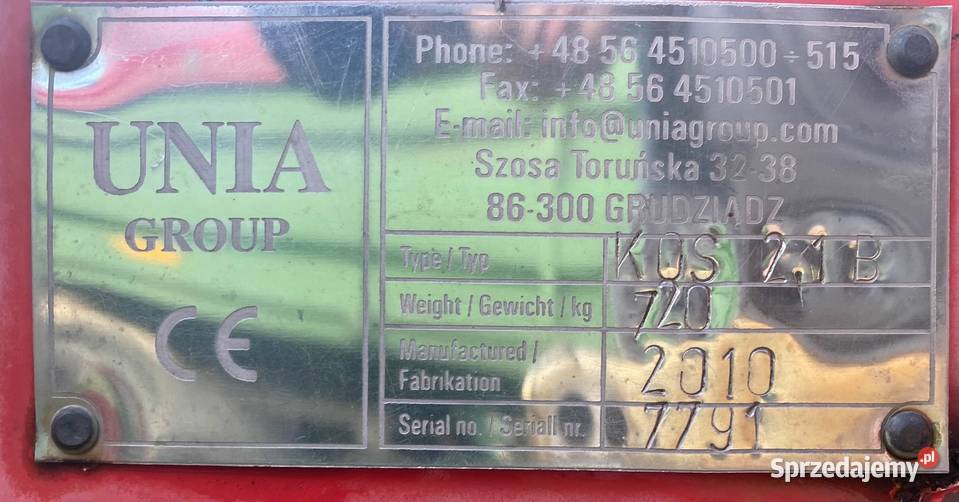 UNIA
GROUP
CE
Phone: +48 56 4510500 ÷ 515
Fax: +48 56 4510501
E-mail: info@uniagroup.com
Szosa Toruńska 32-38
86-300 GRUDZIĄDZ
Type / Typ KOS 2.1 B
Weight / Gewicht / kg 720
Manufactured /
Fabrikation 2010
Serial no. / Seriall nr. 7791
Sprzedajemy.pl